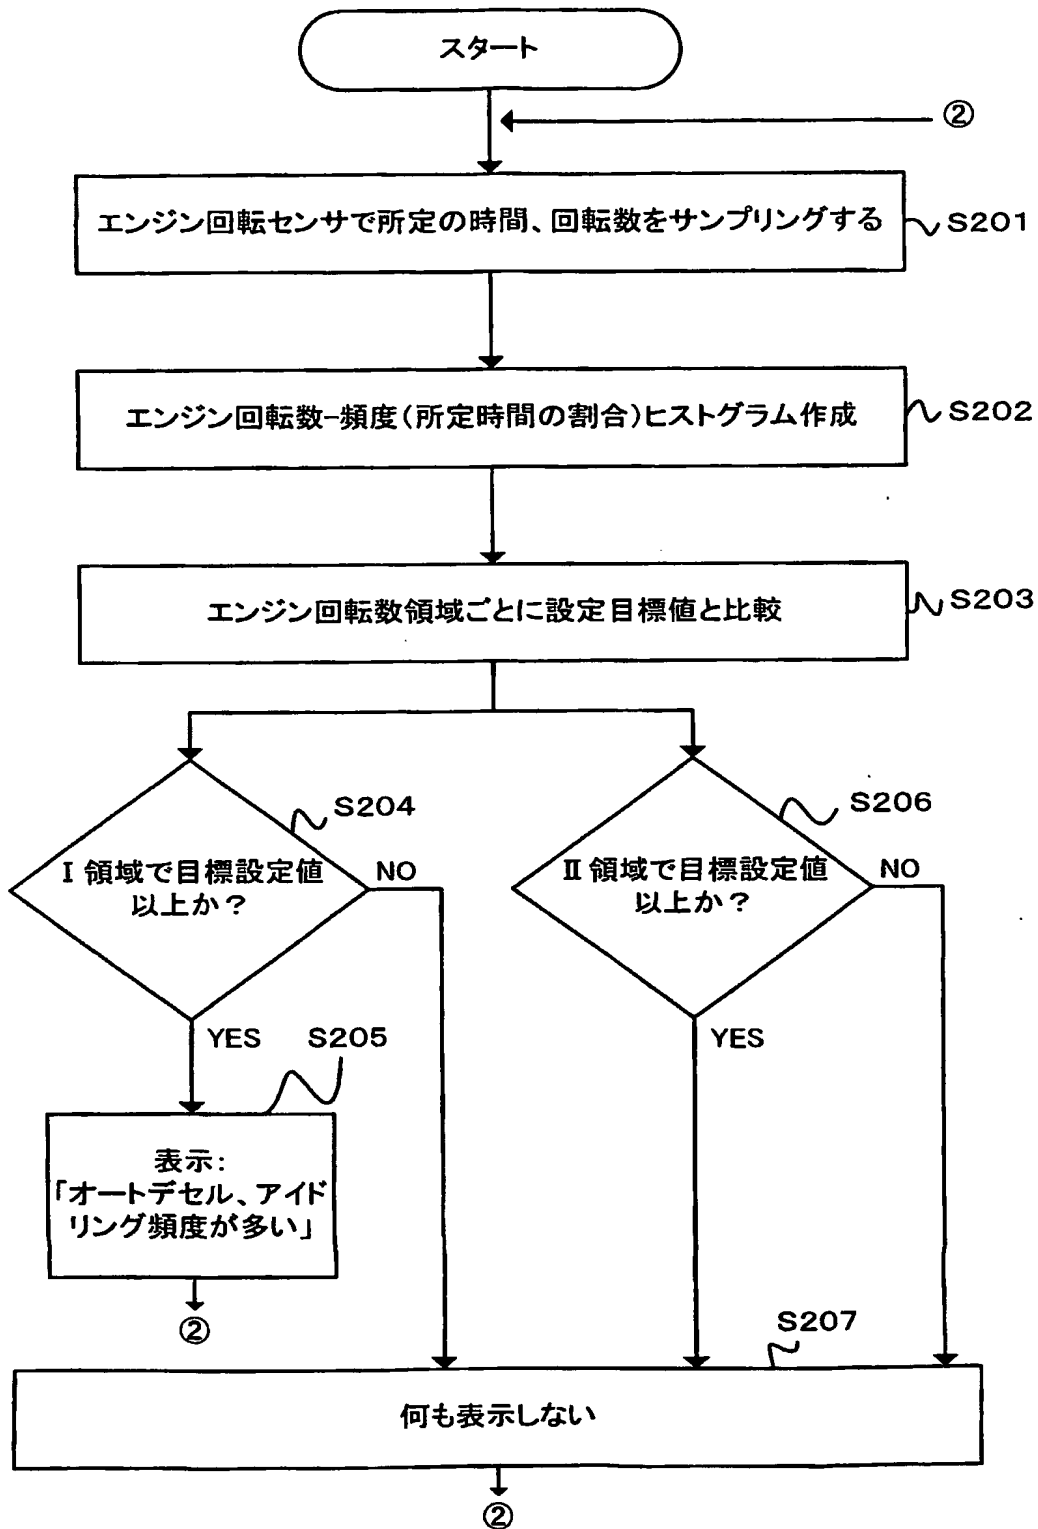 スタート
②
エンジン回転センサで所定の時間、回転数をサンプリングする
S201
エンジン回転数-頻度(所定時間の割合)ヒストグラム作成
S202
エンジン回転数領域ごとに設定目標値と比較
S203
S204
Ⅰ領域で目標設定値
以上か?
NO
S206
Ⅱ領域で目標設定値
以上か?
NO
YES
S205
YES
表示:
「オートデセル、アイド
リング頻度が多い」
②
S207
何も表示しない
②